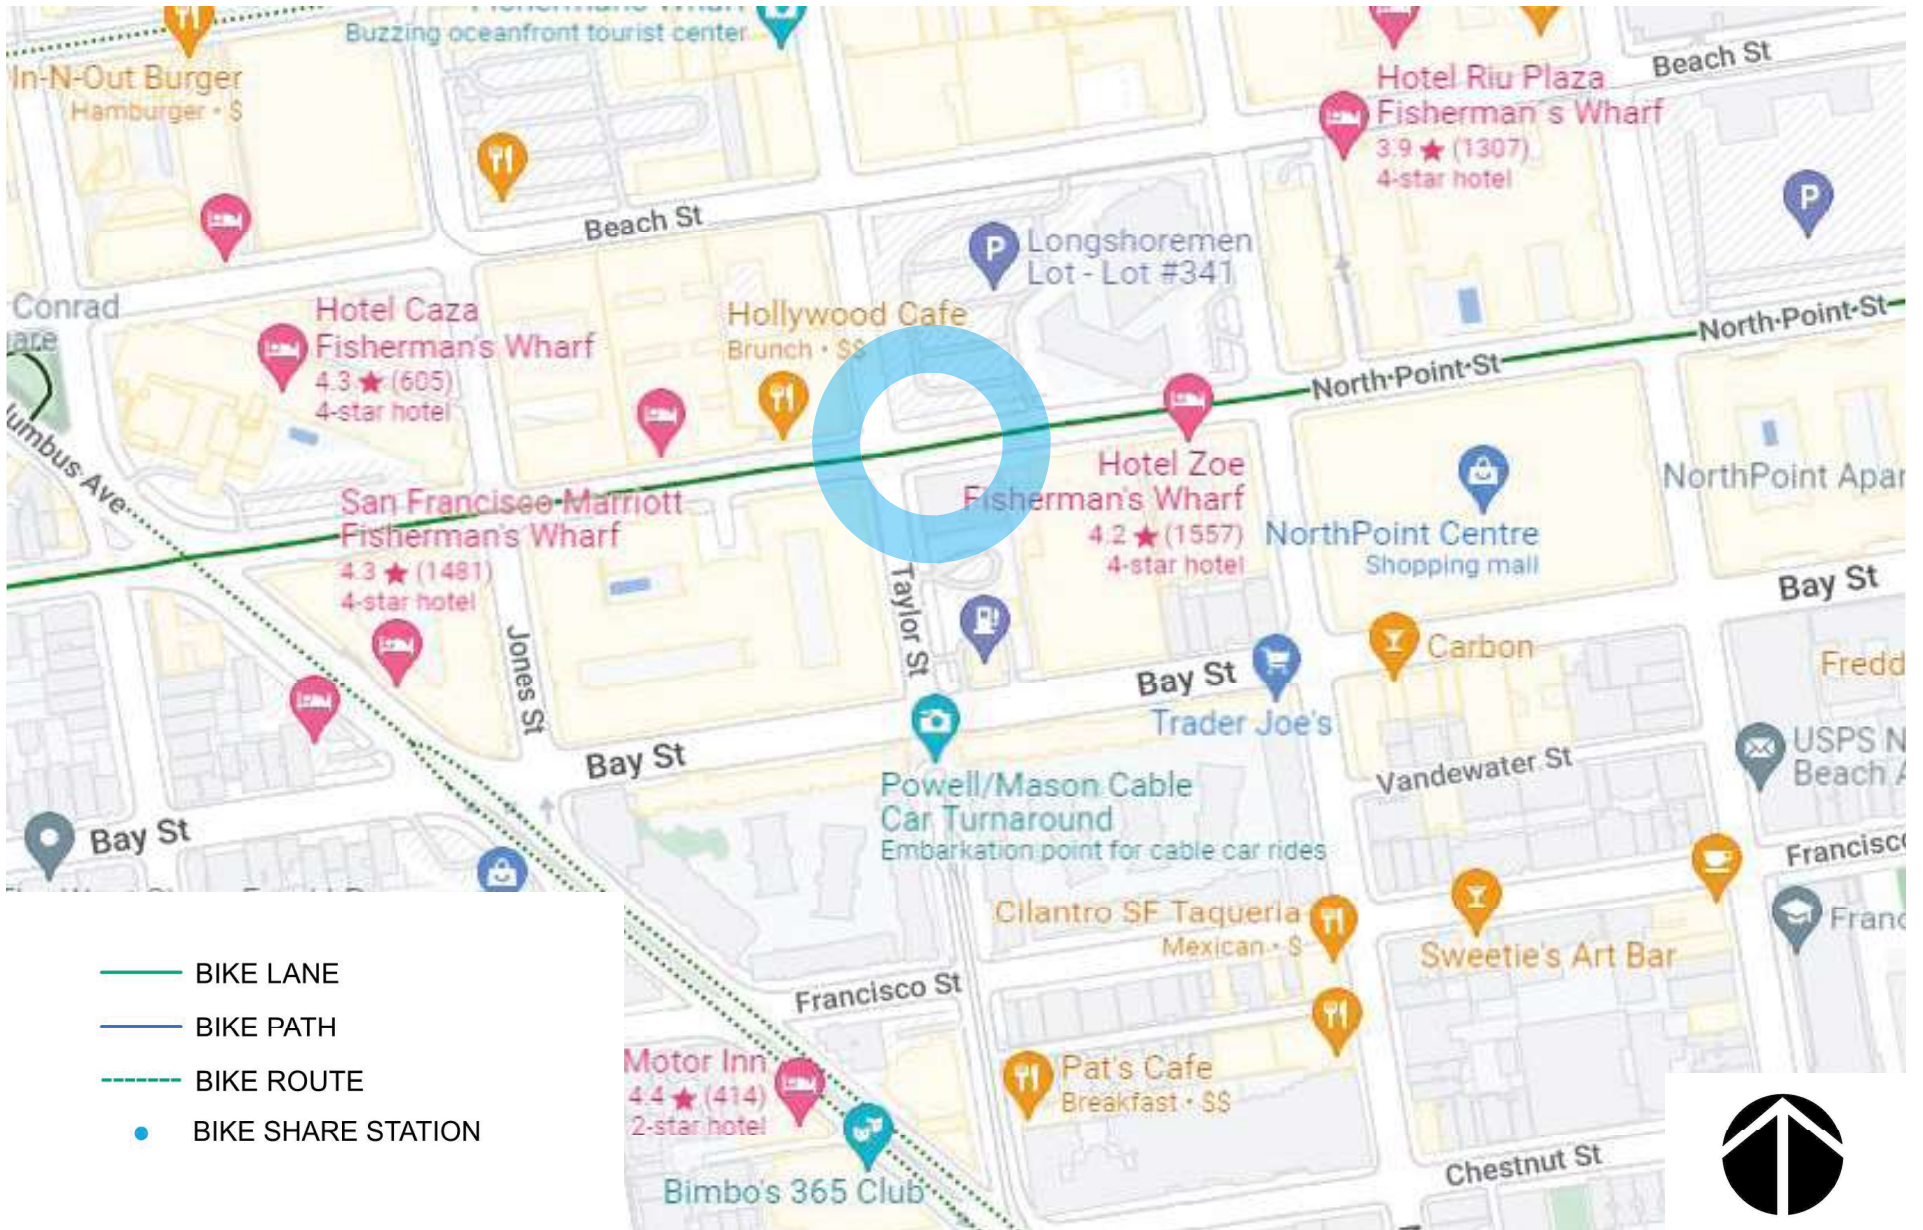 Buzzing oceanfront tourist center
In-N-Out Burger
Hamburger · $
Beach St
Hotel Riu Plaza
Fisherman's Wharf
3.9 ★ (1307)
4-star hotel
P
Beach St
P
Longshoremen
Lot - Lot #341
Conrad
Hotel Caza
Fisherman's Wharf
4.3 ★ (605)
4-star hotel
Hollywood Cafe
Brunch · $$
North Point St
North Point St
umbus Ave
San Francisco Marriott
Fisherman's Wharf
4.3 ★ (1481)
4-star hotel
Hotel Zoe
Fisherman's Wharf
4.2 ★ (1557)
4-star hotel
NorthPoint Centre
Shopping mall
NorthPoint Apar
Bay St
Taylor St
Jones St
Carbon
Fredd
Bay St
Trader Joe's
Bay St
Vandewater St
USPS N
Beach A
Powell/Mason Cable
Car Turnaround
Embarkation point for cable car rides
Bay St
Francisco
Cilantro SF Taqueria
Mexican · $
Sweetie's Art Bar
Franc
Francisco St
Motor Inn
4.4 ★ (414)
2-star hotel
Pat's Cafe
Breakfast · $$
Bimbo's 365 Club
Chestnut St
BIKE LANE
BIKE PATH
BIKE ROUTE
BIKE SHARE STATION